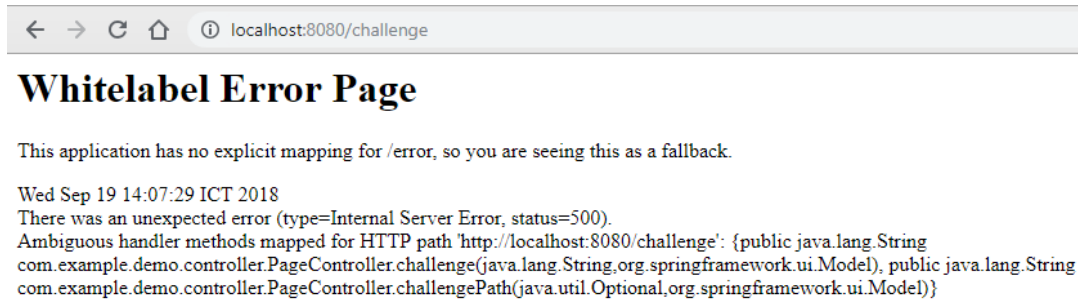 localhost:8080/challenge
Whitelabel Error Page
This application has no explicit mapping for /error, so you are seeing this as a fallback.
Wed Sep 19 14:07:29 ICT 2018
There was an unexpected error (type=Internal Server Error, status=500).
Ambiguous handler methods mapped for HTTP path 'http://localhost:8080/challenge': {public java.lang.String
com.example.demo.controller.PageController.challenge(java.lang.String,org.springframework.ui.Model), public java.lang.String
com.example.demo.controller.PageController.challengePath(java.util.Optional,org.springframework.ui.Model)}